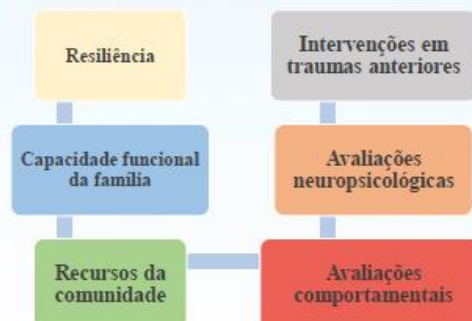 Resiliência
Capacidade funcional
da família
Recursos da
comunidade
Avaliações
comportamentais
Avaliações
neuropsicológicas
Intervenções em
traumas anteriores